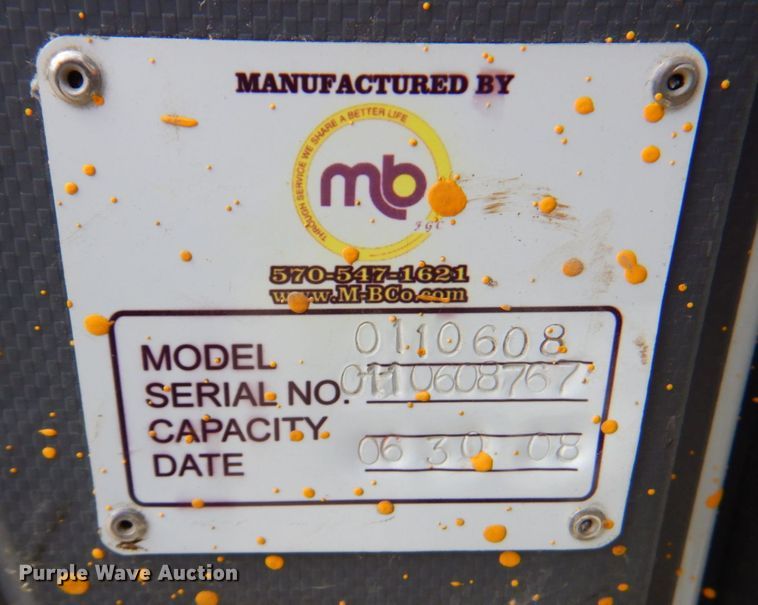 MANUFACTURED BY
THROUGH SERVICE WE SHARE A BETTER LIFE
mb
570-547-1621
www.M-BCo.com
MODEL 0110608
SERIAL NO. 0110608767
CAPACITY
DATE 06 30 08
Purple Wave Auction